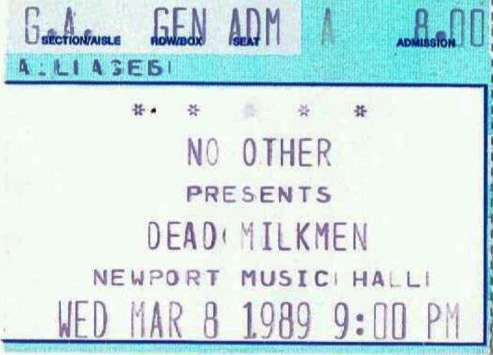 G.A. GEN ADM A 8.00
SECTION/AISLE ROW/BOX SEAT ADMISSION
* * * * *
NO OTHER
PRESENTS
DEAD MILKMEN
NEWPORT MUSIC HALL
WED MAR 8 1989 9:00 PM